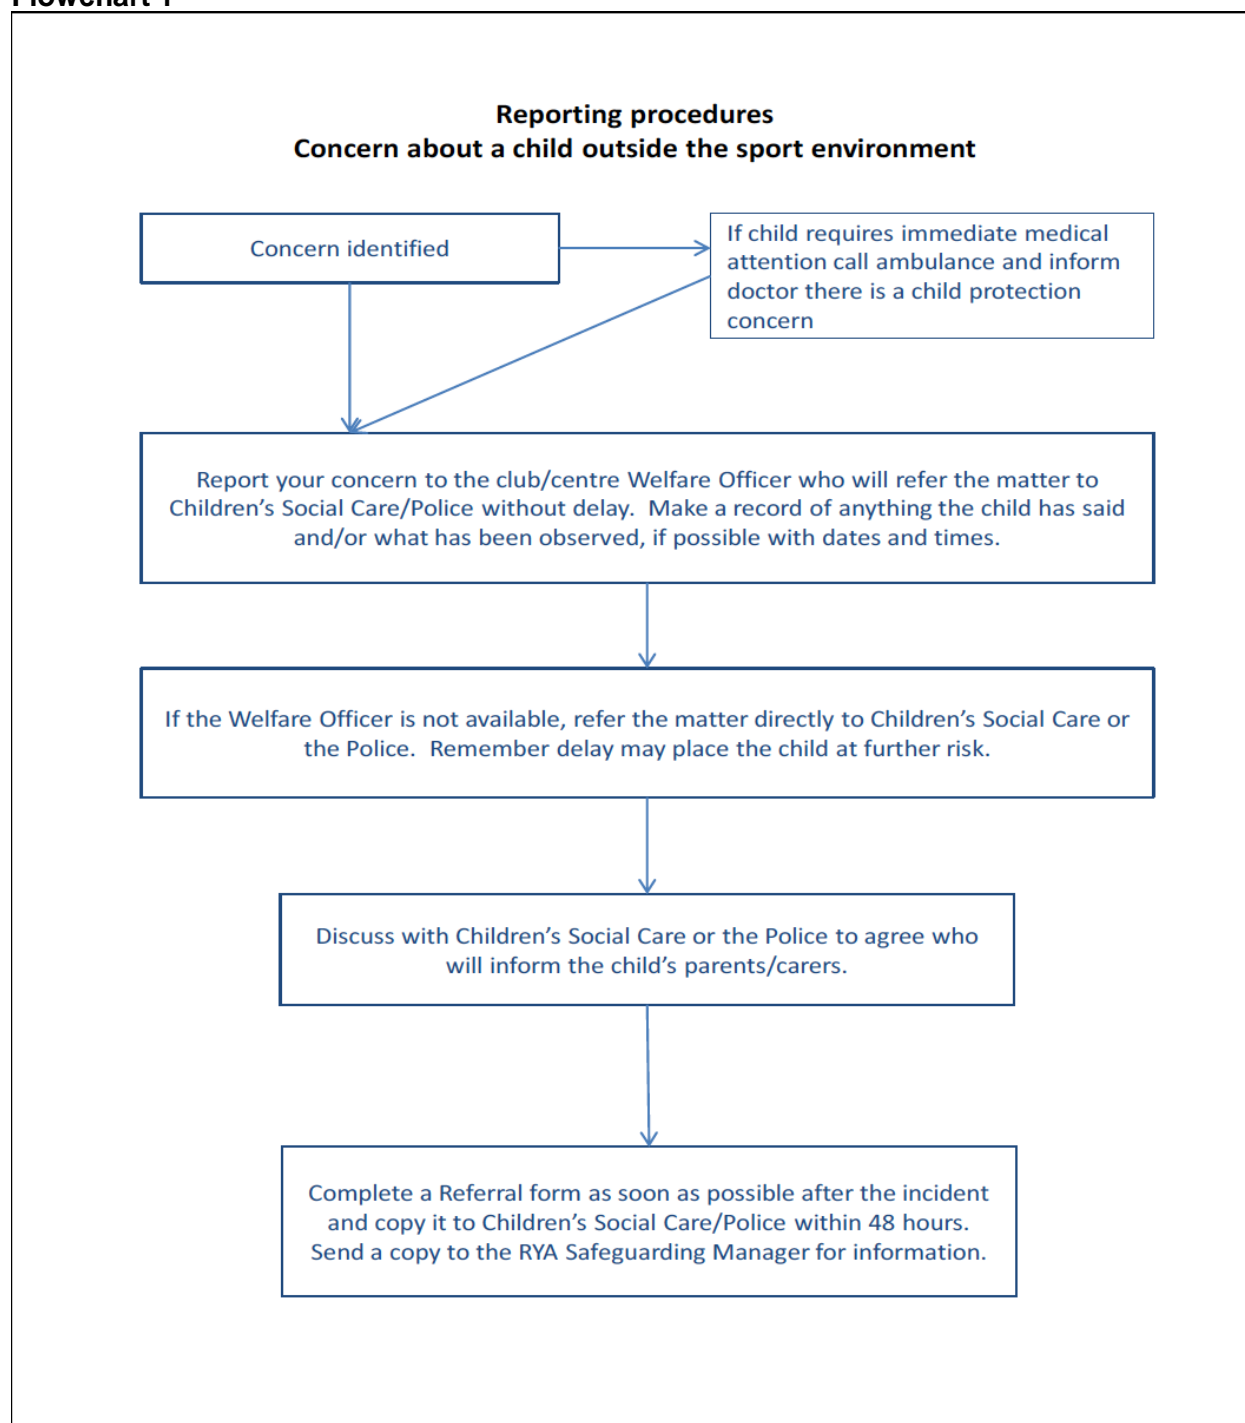 Flowchart 1
Reporting procedures
Concern about a child outside the sport environment
Concern identified
If child requires immediate medical
attention call ambulance and inform
doctor there is a child protection
concern
Report your concern to the club/centre Welfare Officer who will refer the matter to
Children’s Social Care/Police without delay.  Make a record of anything the child has said
and/or what has been observed, if possible with dates and times.
If the Welfare Officer is not available, refer the matter directly to Children’s Social Care or
the Police.  Remember delay may place the child at further risk.
Discuss with Children’s Social Care or the Police to agree who
will inform the child’s parents/carers.
Complete a Referral form as soon as possible after the incident
and copy it to Children’s Social Care/Police within 48 hours.
Send a copy to the RYA Safeguarding Manager for information.